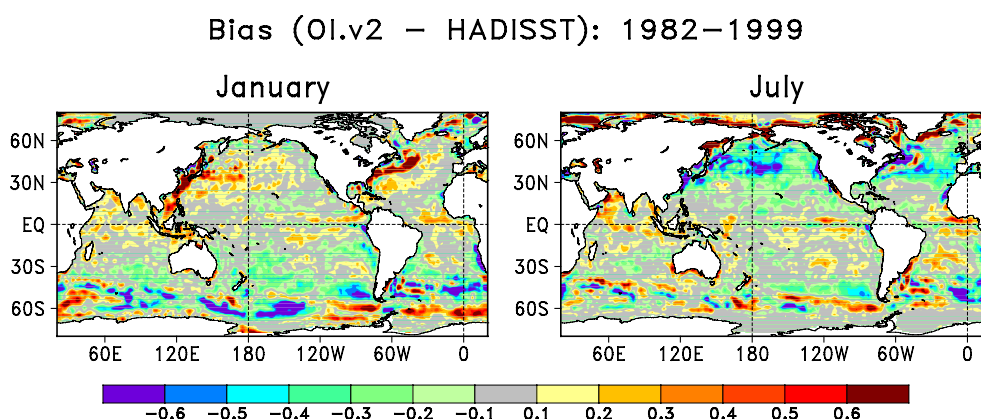 Bias (OI.v2 − HADISST): 1982−1999
January July
60N 60N
30N 30N
EQ EQ
30S 30S
60S 60S
60E 120E 180 120W 60W 0 60E 120E 180 120W 60W 0
−0.6 −0.5 −0.4 −0.3 −0.2 −0.1 0.1 0.2 0.3 0.4 0.5 0.6